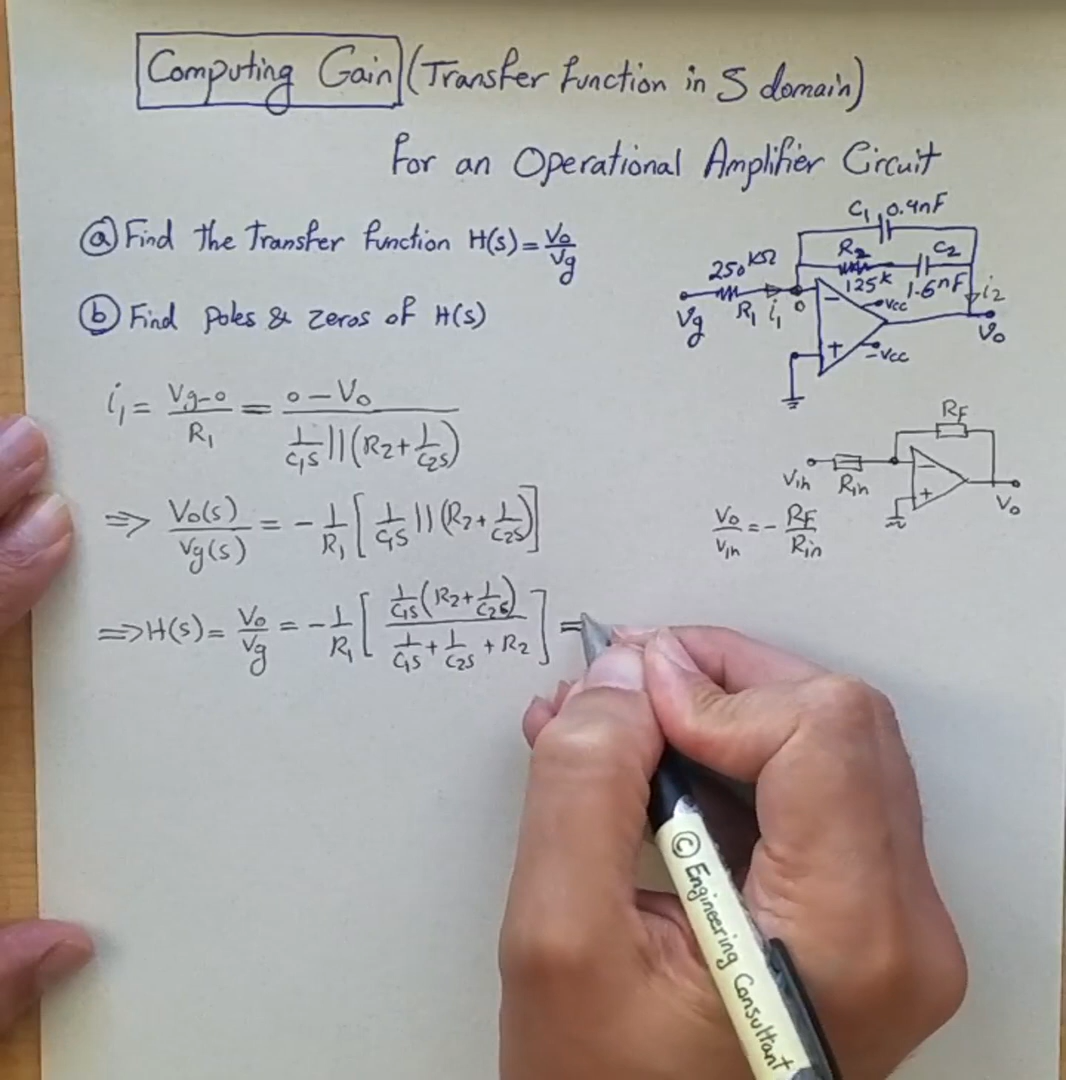 Computing Gain (Transfer function in S domain)
For an Operational Amplifier Circuit
ⓐ Find the Transfer function H(s)=Vo/Vg
ⓑ Find poles & zeros of H(s)
C1 0.4nF
R2 C2
250kΩ
125k 1.6nF
Vg R1 i1 0 − +Vcc i2
+ −Vcc Vo
i1 = (Vg-0)/R1 = (0-Vo)/(1/C1S || (R2+1/C2S))
RF
Vin Rin − + Vo
⇒ Vo(s)/Vg(s) = -1/R1 [1/C1S || (R2+1/C2S)]
Vo/Vin = -RF/Rin
⇒ H(s) = Vo/Vg = -1/R1 [(1/C1S (R2+1/C2S))/(1/C1S + 1/C2S + R2)] =
© Engineering Consultant